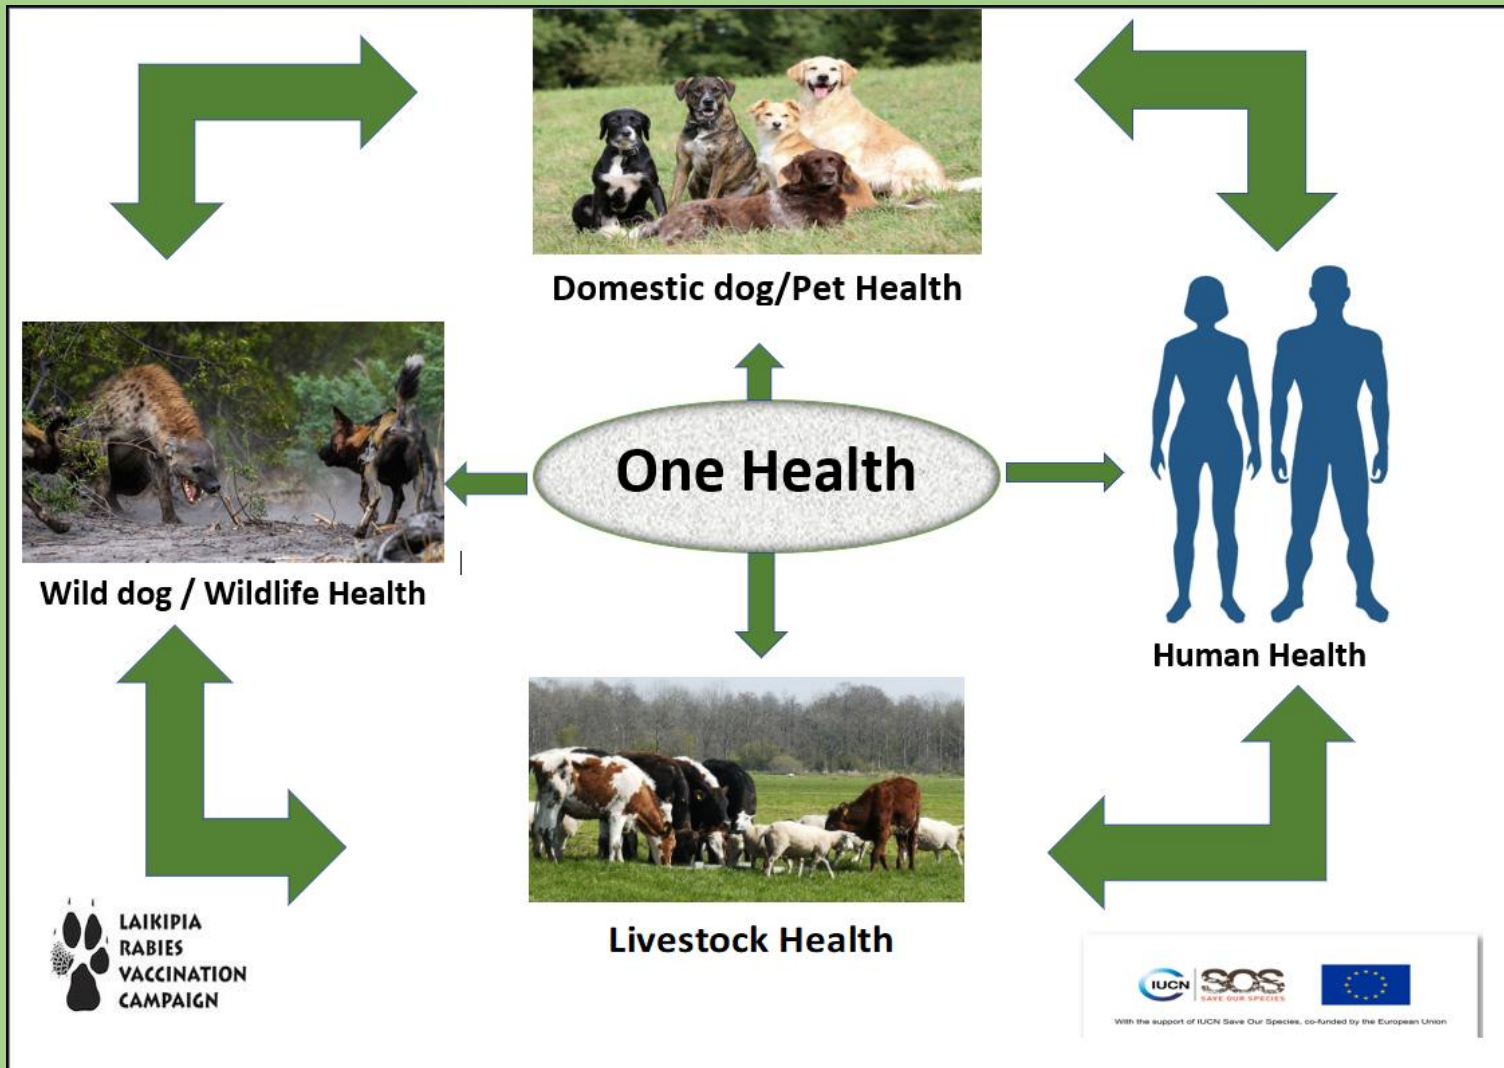 Domestic dog/Pet Health
One Health
Wild dog / Wildlife Health
Human Health
Livestock Health
LAIKIPIA
RABIES
VACCINATION
CAMPAIGN
IUCN
SOS
SAVE OUR SPECIES
With the support of IUCN Save Our Species, co-funded by the European Union